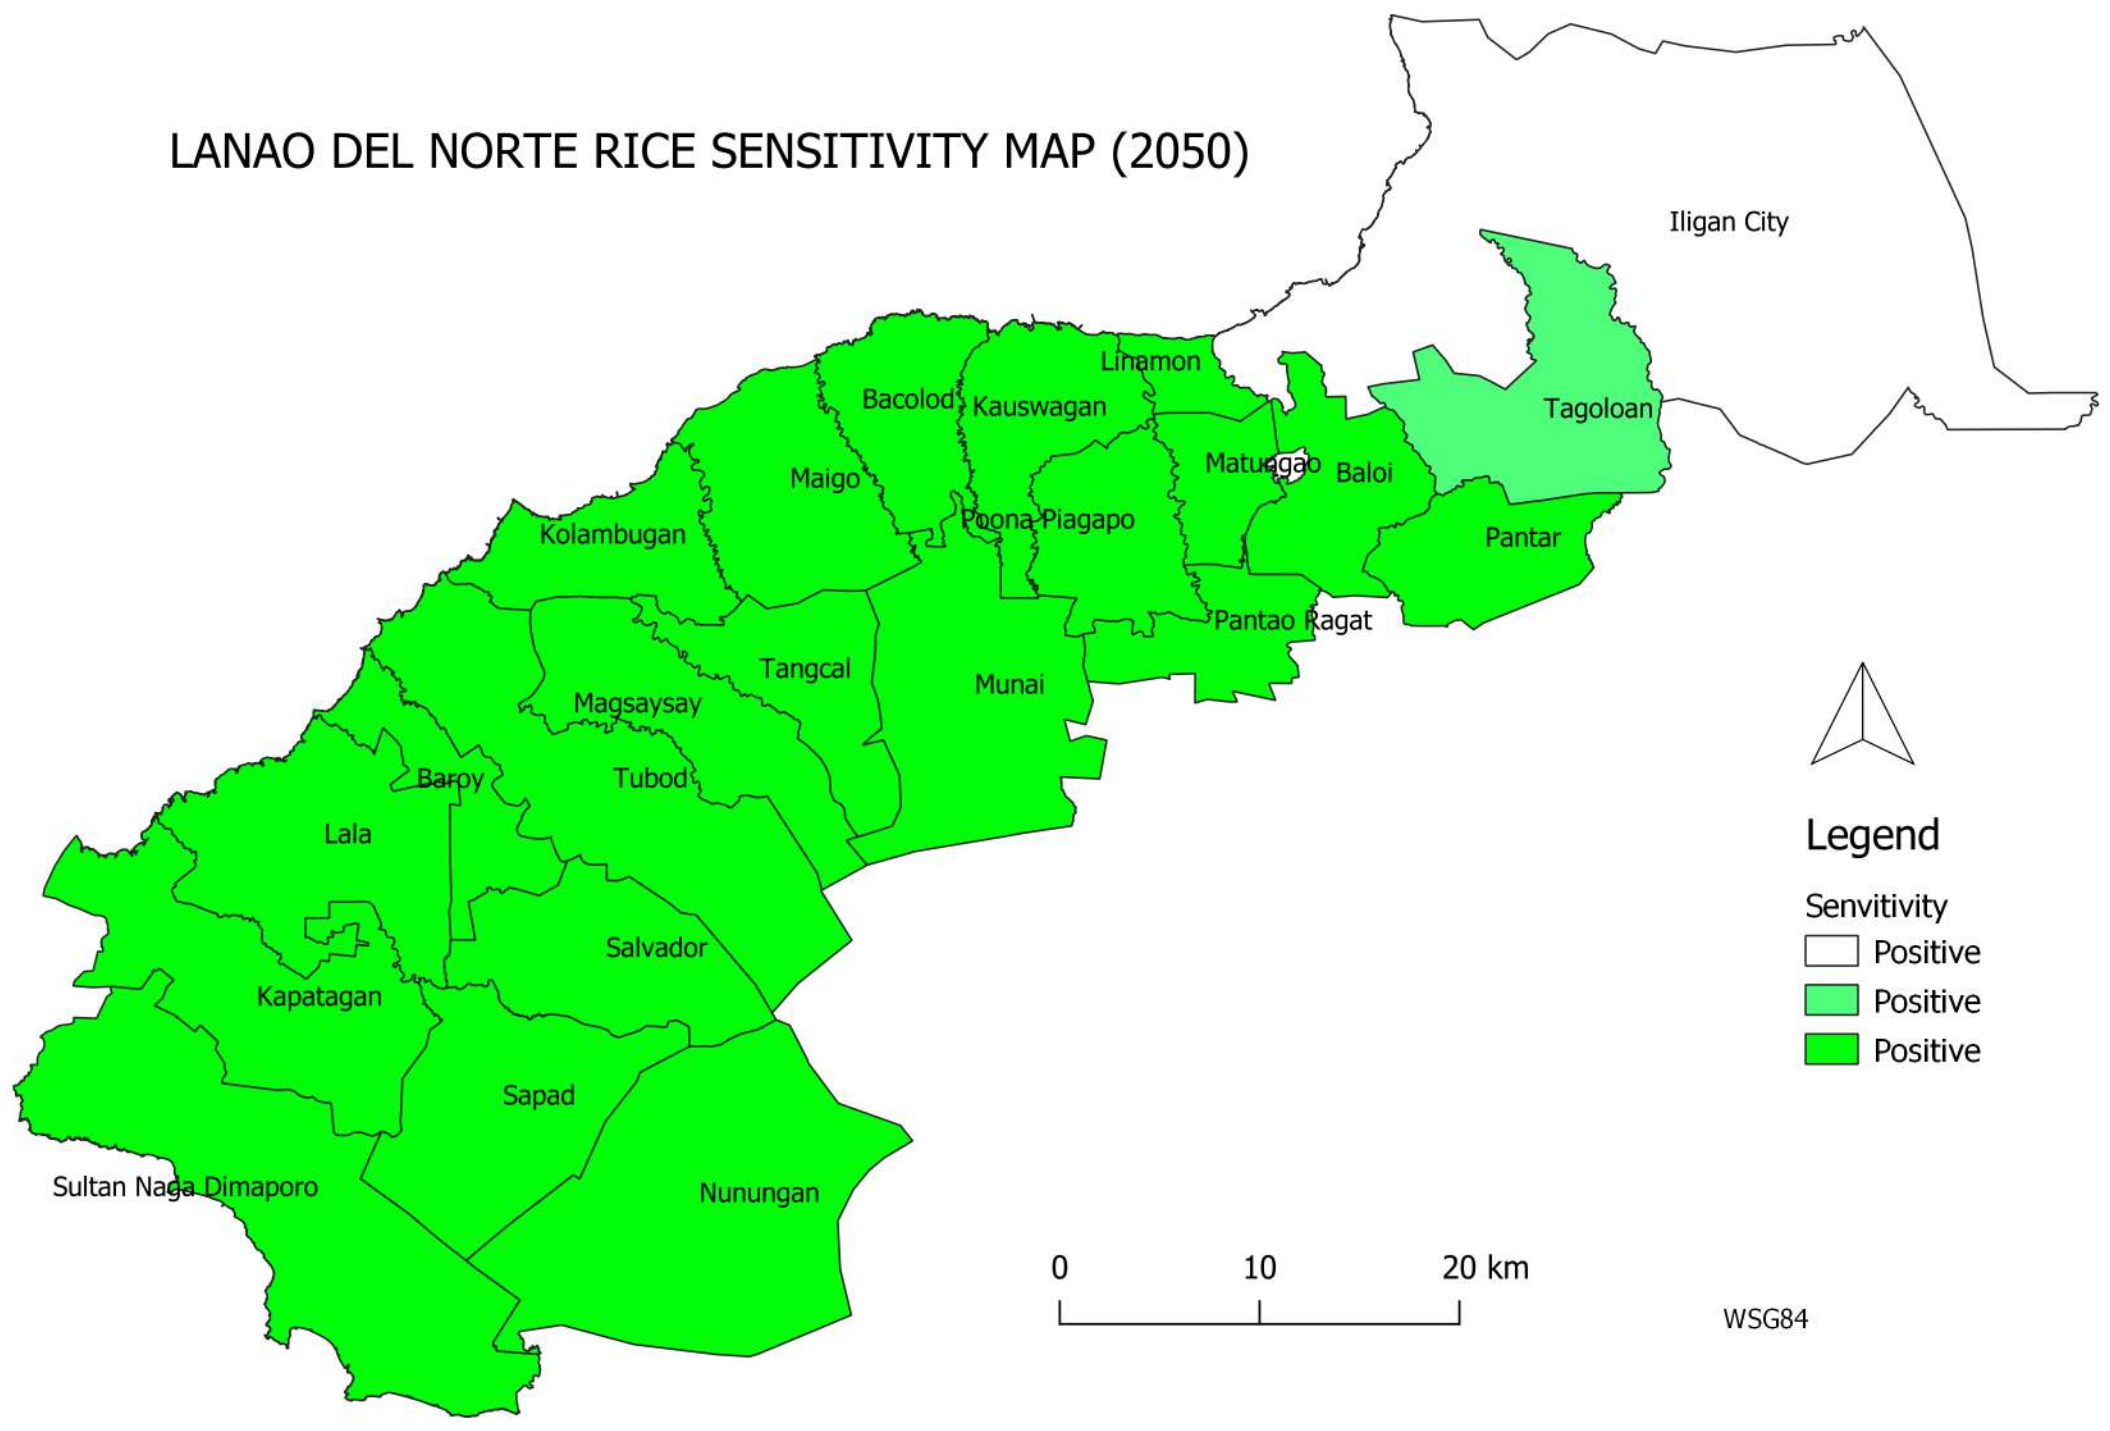 LANAO DEL NORTE RICE SENSITIVITY MAP (2050)
Iligan City
Linamon
Bacolod
Kauswagan
Tagoloan
Matungao
Baloi
Maigo
Poona Piagapo
Kolambugan
Pantar
Pantao Ragat
Tangcal
Munai
Magsaysay
Baroy
Tubod
Lala
Salvador
Kapatagan
Sapad
Sultan Naga Dimaporo
Nunungan
Legend
Senvitivity
Positive
Positive
Positive
0 10 20 km
WSG84